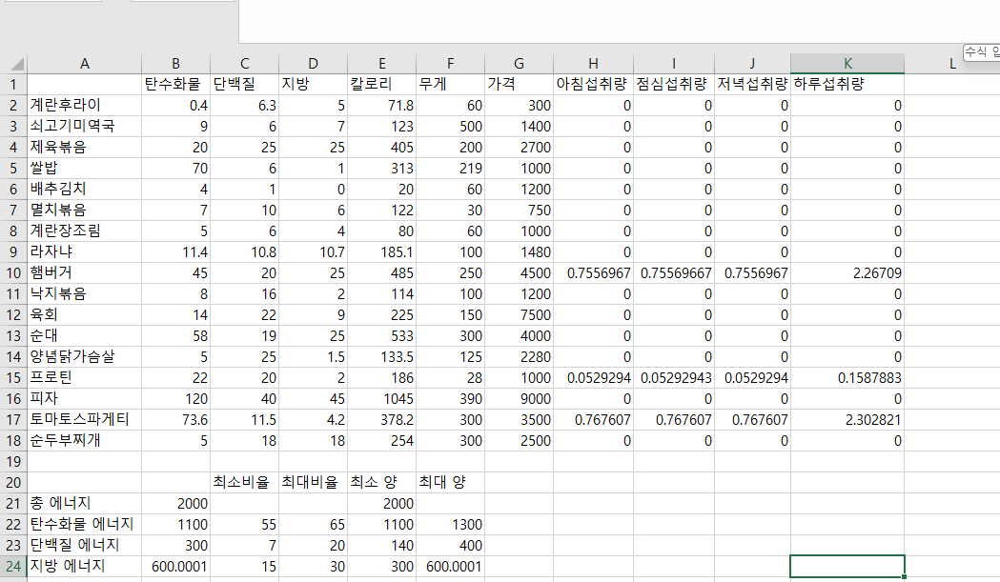 수식 입
A B C D E F G H I J K L
1 탄수화물 단백질 지방 칼로리 무게 가격 아침섭취량 점심섭취량 저녁섭취량 하루섭취량
2 계란후라이 0.4 6.3 5 71.8 60 300 0 0 0 0
3 쇠고기미역국 9 6 7 123 500 1400 0 0 0 0
4 제육볶음 20 25 25 405 200 2700 0 0 0 0
5 쌀밥 70 6 1 313 219 1000 0 0 0 0
6 배추김치 4 1 0 20 60 1200 0 0 0 0
7 멸치볶음 7 10 6 122 30 750 0 0 0 0
8 계란장조림 5 6 4 80 60 1000 0 0 0 0
9 라자냐 11.4 10.8 10.7 185.1 100 1480 0 0 0 0
10 햄버거 45 20 25 485 250 4500 0.7556967 0.75569667 0.7556967 2.26709
11 낙지볶음 8 16 2 114 100 1200 0 0 0 0
12 육회 14 22 9 225 150 7500 0 0 0 0
13 순대 58 19 25 533 300 4000 0 0 0 0
14 양념닭가슴살 5 25 1.5 133.5 125 2280 0 0 0 0
15 프로틴 22 20 2 186 28 1000 0.0529294 0.05292943 0.0529294 0.1587883
16 피자 120 40 45 1045 390 9000 0 0 0 0
17 토마토스파게티 73.6 11.5 4.2 378.2 300 3500 0.767607 0.767607 0.767607 2.302821
18 순두부찌개 5 18 18 254 300 2500 0 0 0 0
19
20 최소비율 최대비율 최소 양 최대 양
21 총 에너지 2000 2000
22 탄수화물 에너지 1100 55 65 1100 1300
23 단백질 에너지 300 7 20 140 400
24 지방 에너지 600.0001 15 30 300 600.0001